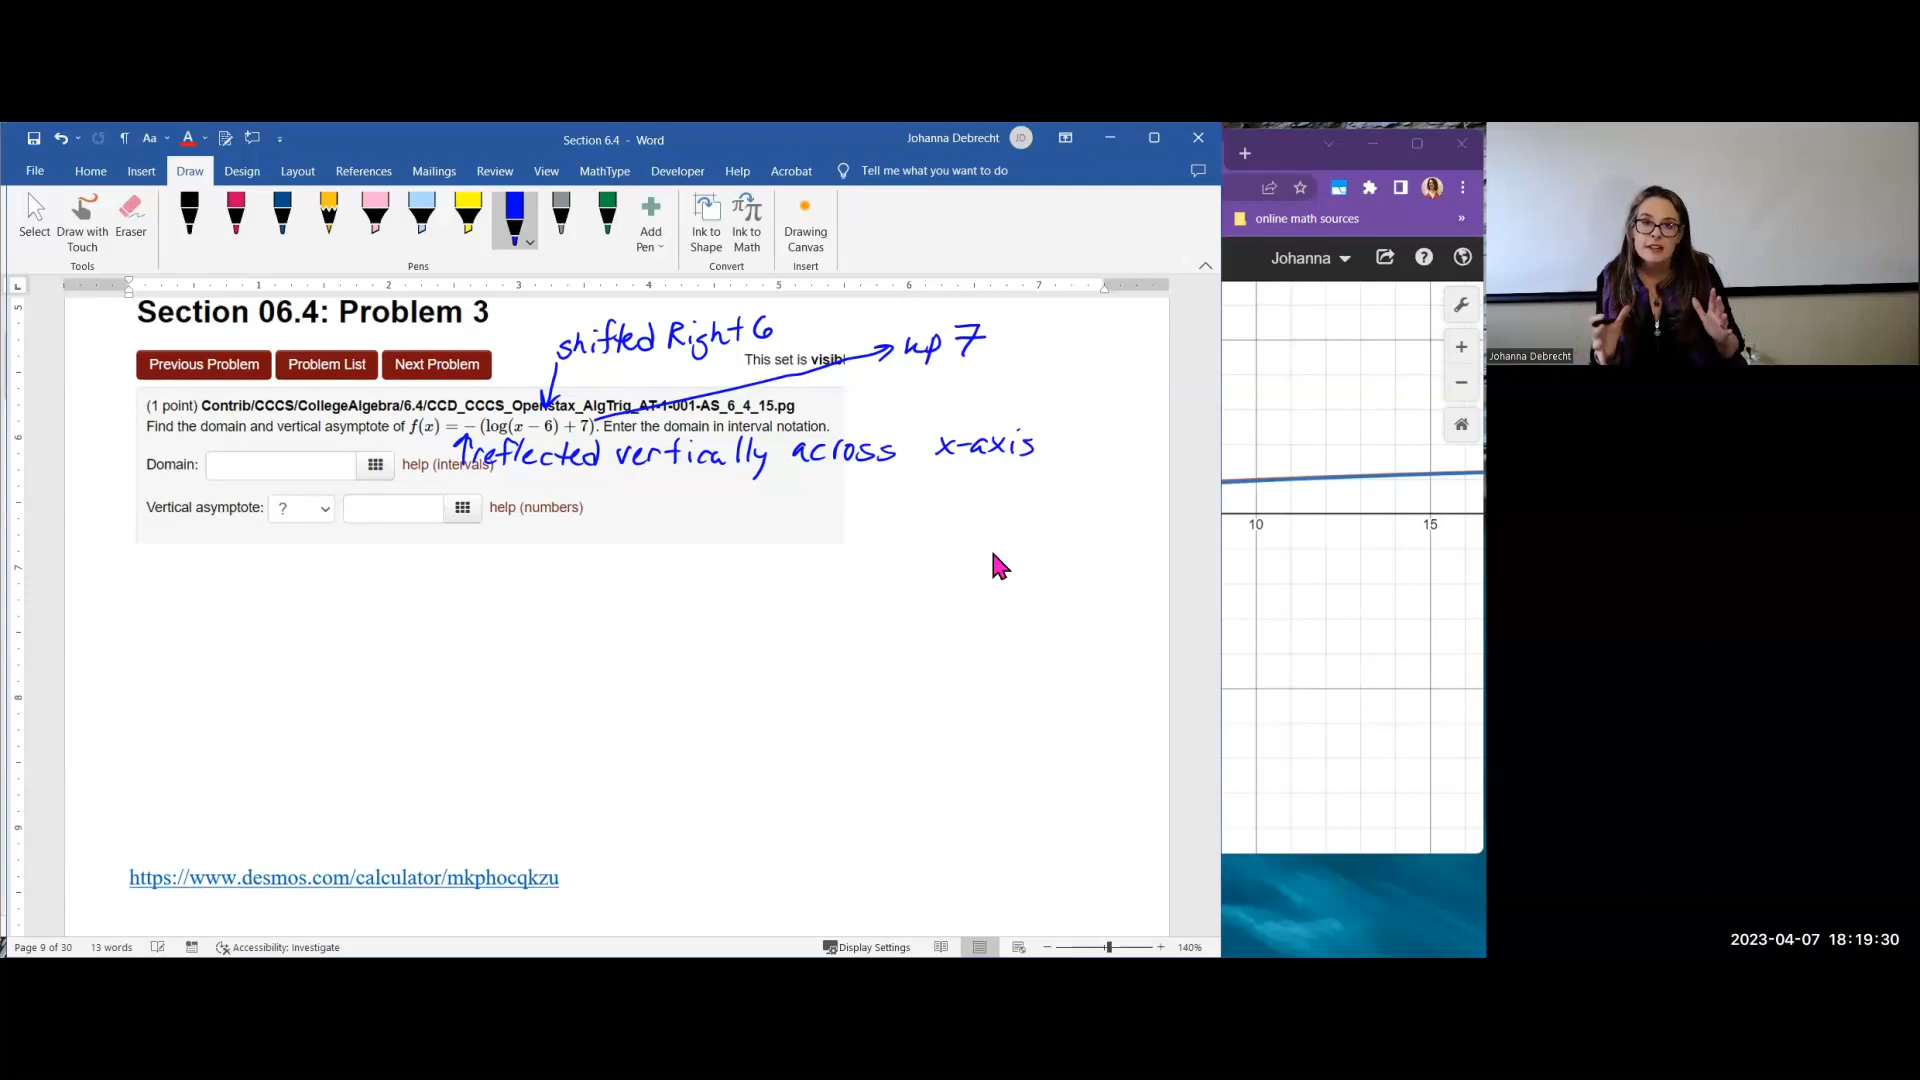 Section 6.4 - Word
Johanna Debrecht
JD
File
Home
Insert
Draw
Design
Layout
References
Mailings
Review
View
MathType
Developer
Help
Acrobat
Tell me what you want to do
Select
Draw with Touch
Eraser
Add Pen
Ink to Shape
Ink to Math
Drawing Canvas
Tools
Pens
Convert
Insert
online math sources
»
Johanna
Section 06.4: Problem 3
shifted Right 6
up 7
Previous Problem
Problem List
Next Problem
This set is visibl
(1 point) Contrib/CCCS/CollegeAlgebra/6.4/CCD_CCCS_Openstax_AlgTrig_AT-1-001-AS_6_4_15.pg
Find the domain and vertical asymptote of f(x) = − (log(x − 6) + 7). Enter the domain in interval notation.
reflected vertically across x-axis
Domain:
help (intervals)
Vertical asymptote:
?
help (numbers)
10
15
https://www.desmos.com/calculator/mkphocqkzu
Page 9 of 30
13 words
Accessibility: Investigate
Display Settings
140%
Johanna Debrecht
2023-04-07 18:19:30